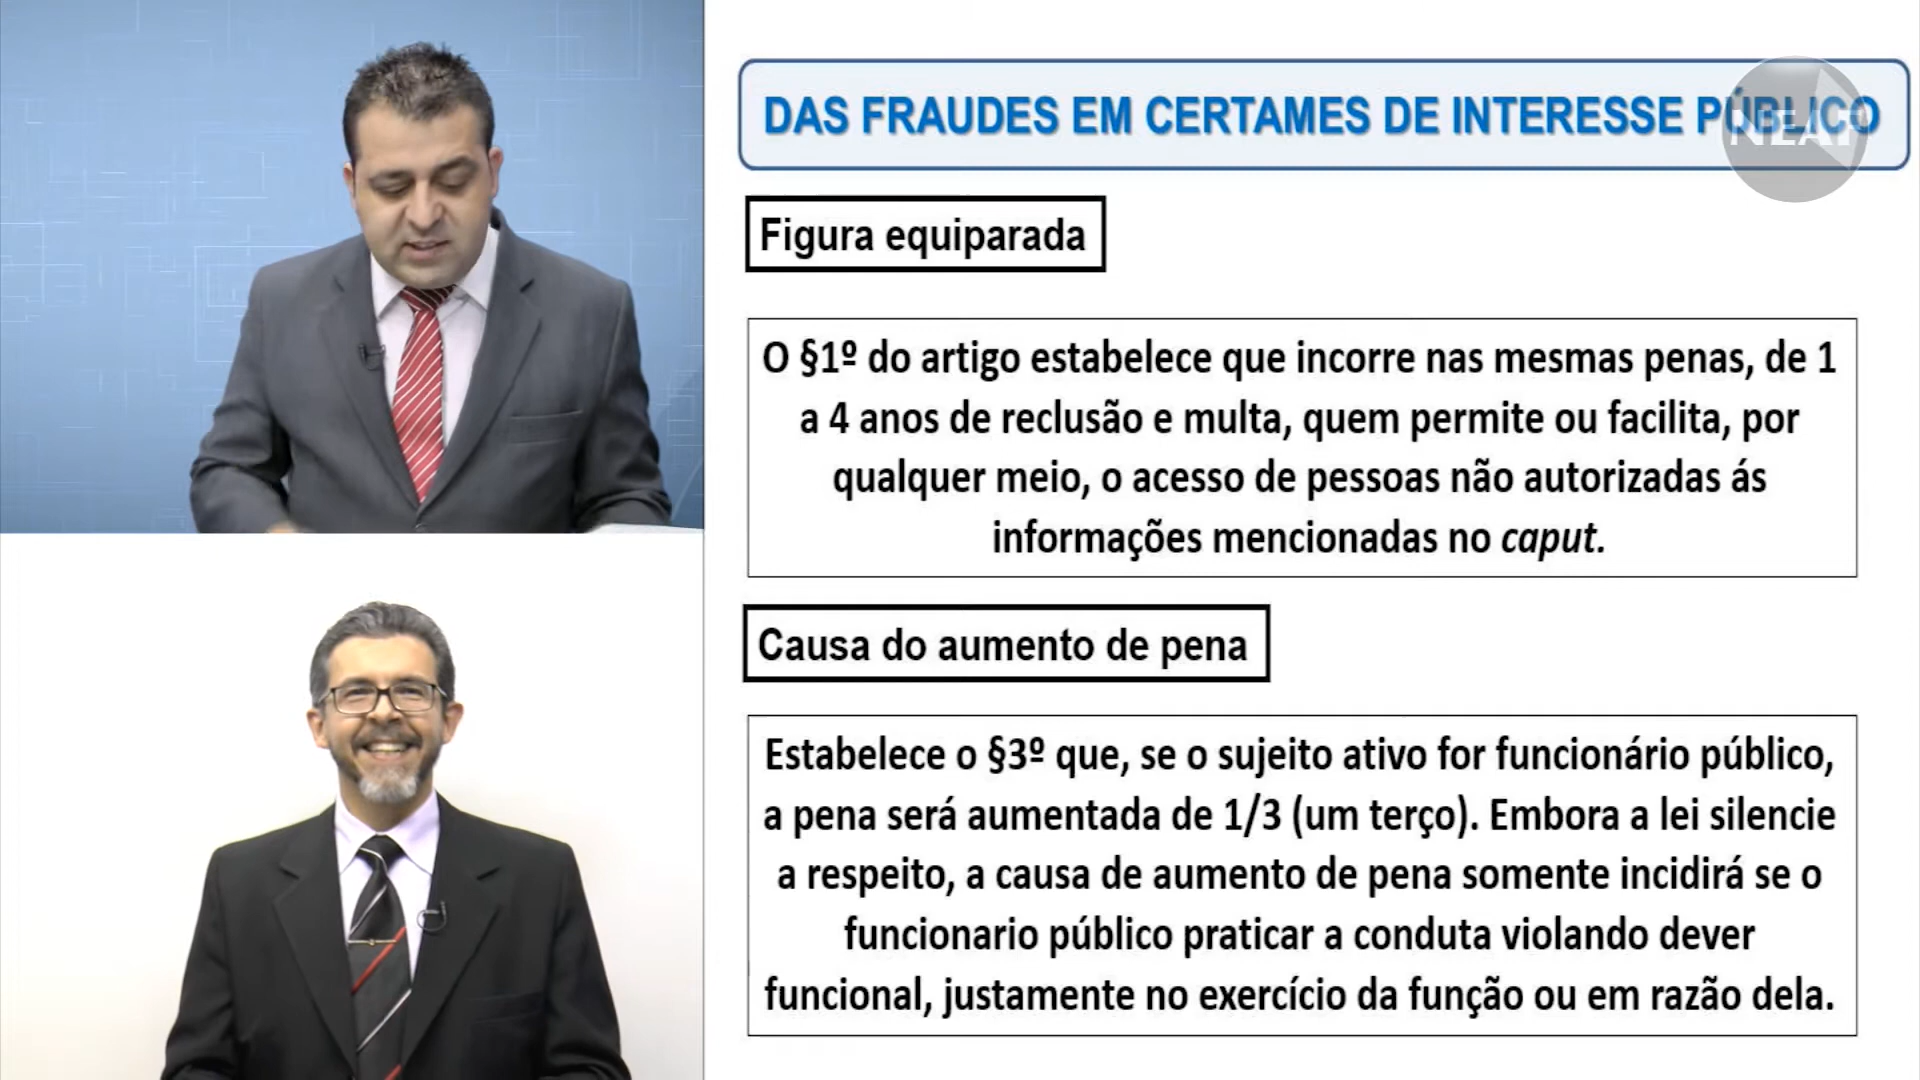 DAS FRAUDES EM CERTAMES DE INTERESSE PÚBLICO
NEAF
Figura equiparada
O §1º do artigo estabelece que incorre nas mesmas penas, de 1
a 4 anos de reclusão e multa, quem permite ou facilita, por
qualquer meio, o acesso de pessoas não autorizadas ás
informações mencionadas no caput.
Causa do aumento de pena
Estabelece o §3º que, se o sujeito ativo for funcionário público,
a pena será aumentada de 1/3 (um terço). Embora a lei silencie
a respeito, a causa de aumento de pena somente incidirá se o
funcionario público praticar a conduta violando dever
funcional, justamente no exercício da função ou em razão dela.